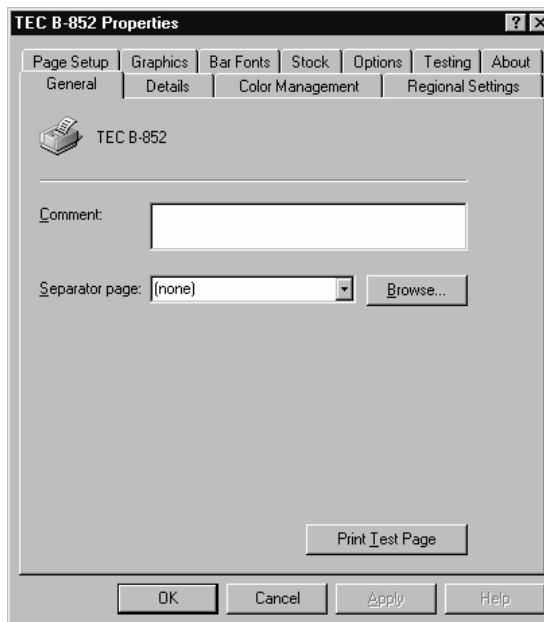 TEC B-852 Properties
Page Setup Graphics Bar Fonts Stock Options Testing About
General Details Color Management Regional Settings
TEC B-852
Comment:
Separator page: (none) Browse...
Print Test Page
OK Cancel Apply Help